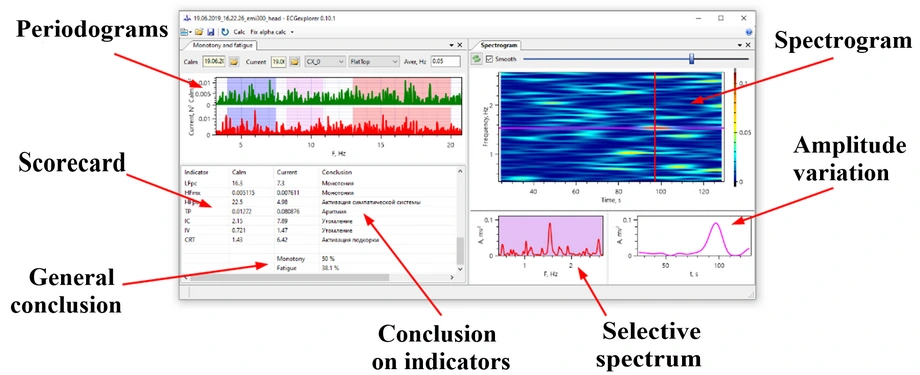 19.06.2019_16.22.26_emi300_head - ECGexplorer 0.10.1
Calc Fix alpha calc
Periodograms
Monotony and fatigue
Spectrogram
Calm 19.06.20 Current 19.06 CX_0 FlatTop Aver, Hz 0.05
Smooth
Spectrogram
0.01
0.005
0
0.01
0
Current, N² Calm
5 10 15 20
F, Hz
Frequency, Hz
2
1
40 60 80 100 120
Time, s
0.1
0.05
0
Amplitude
variation
Scorecard
Indicator Calm Current Conclusion
LFpc 16.3 7.3 Монотония
HFmx 0.005115 0.007611 Монотония
HFpc 22.5 4.98 Активация симпатической системы
TP 0.01272 0.080876 Аритмия
IC 2.15 7.89 Утомление
IV 0.721 1.47 Утомление
CRT 1.43 6.42 Активация подкорки
Monotony 50 %
Fatigue 38.1 %
A, mv²
0.1
0
1 2
F, Hz
A, mv²
0.1
0
50 100
t, s
General
conclusion
Conclusion
on indicators
Selective
spectrum